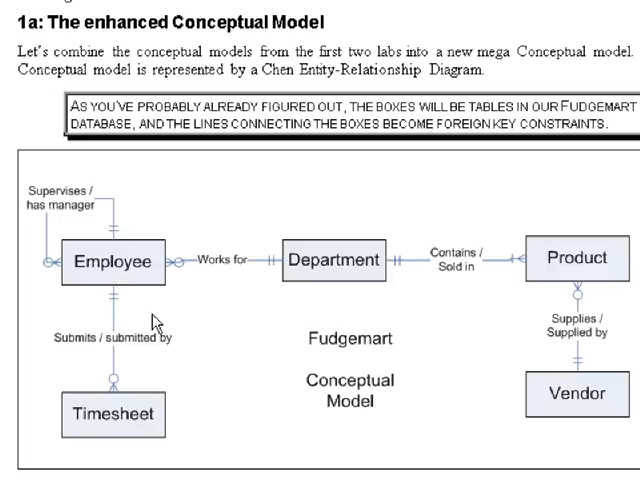 1a: The enhanced Conceptual Model
Let's combine the conceptual models from the first two labs into a new mega Conceptual model.
Conceptual model is represented by a Chen Entity-Relationship Diagram.
AS YOU'VE PROBABLY ALREADY FIGURED OUT, THE BOXES WILL BE TABLES IN OUR FUDGEMART
DATABASE, AND THE LINES CONNECTING THE BOXES BECOME FOREIGN KEY CONSTRAINTS.
Supervises /
has manager
Employee
Works for
Department
Contains /
Sold in
Product
Submits / submitted by
Fudgemart
Conceptual
Model
Supplies /
Supplied by
Timesheet
Vendor